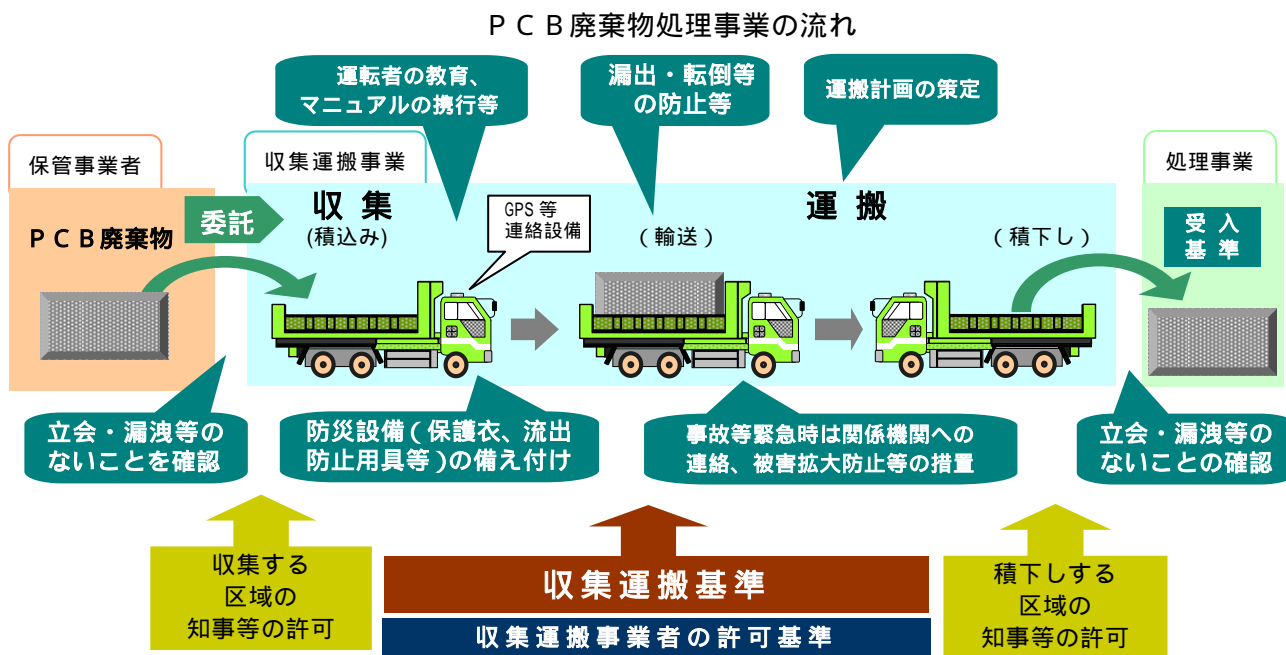 ＰＣＢ廃棄物処理事業の流れ
運転者の教育、
マニュアルの携行等
漏出・転倒等
の防止等
運搬計画の策定
保管事業者
収集運搬事業
処理事業
ＰＣＢ廃棄物
委託
収集
(積込み)
GPS 等
連絡設備
（輸送）
運搬
（積下し）
受入
基準
立会・漏洩等の
ないことを確認
防災設備（保護衣、流出
防止用具等）の備え付け
事故等緊急時は関係機関への
連絡、被害拡大防止等の措置
立会・漏洩等の
ないことの確認
収集する
区域の
知事等の許可
収集運搬基準
収集運搬事業者の許可基準
積下しする
区域の
知事等の許可